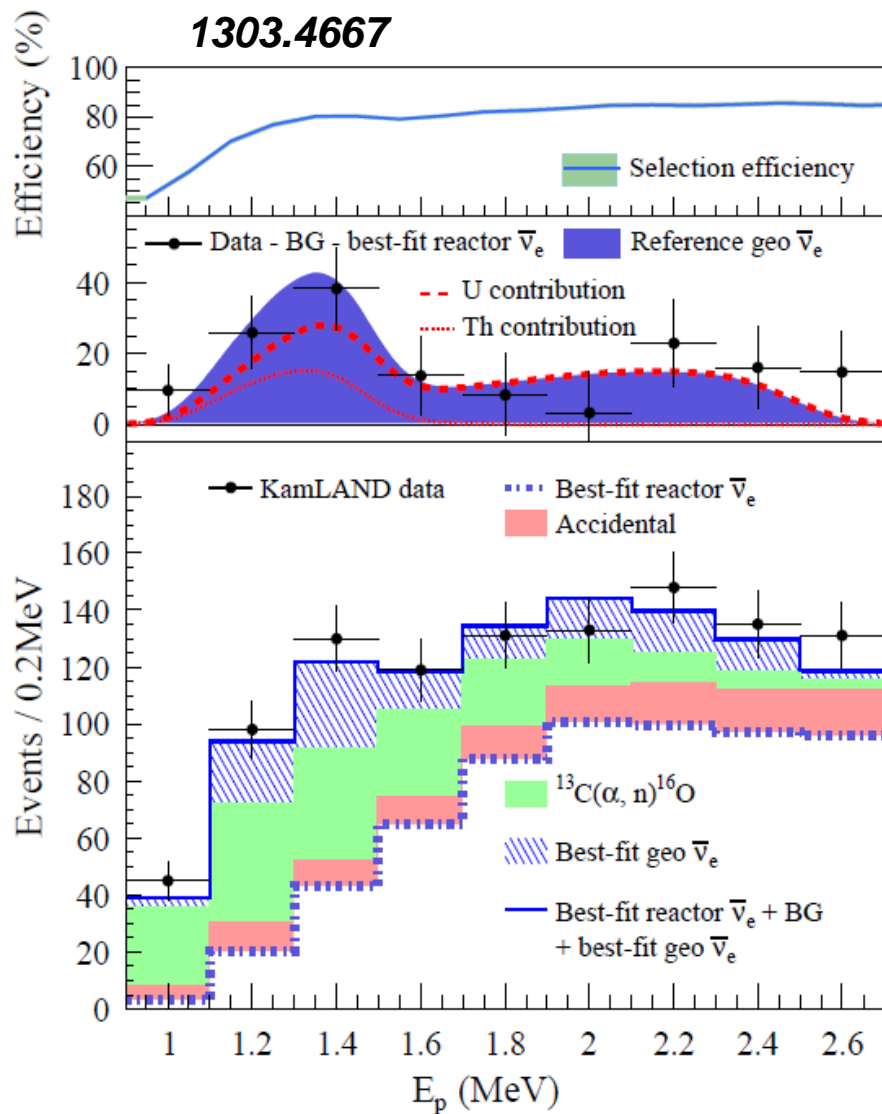 1303.4667
Efficiency (%)
100
80
60
Selection efficiency
Data - BG - best-fit reactor ν̅e
Reference geo ν̅e
40
20
0
U contribution
Th contribution
KamLAND data
Best-fit reactor ν̅e
Accidental
Events / 0.2MeV
180
160
140
120
100
80
60
40
20
0
¹³C(α, n)¹⁶O
Best-fit geo ν̅e
Best-fit reactor ν̅e + BG
+ best-fit geo ν̅e
1 1.2 1.4 1.6 1.8 2 2.2 2.4 2.6
Ep (MeV)